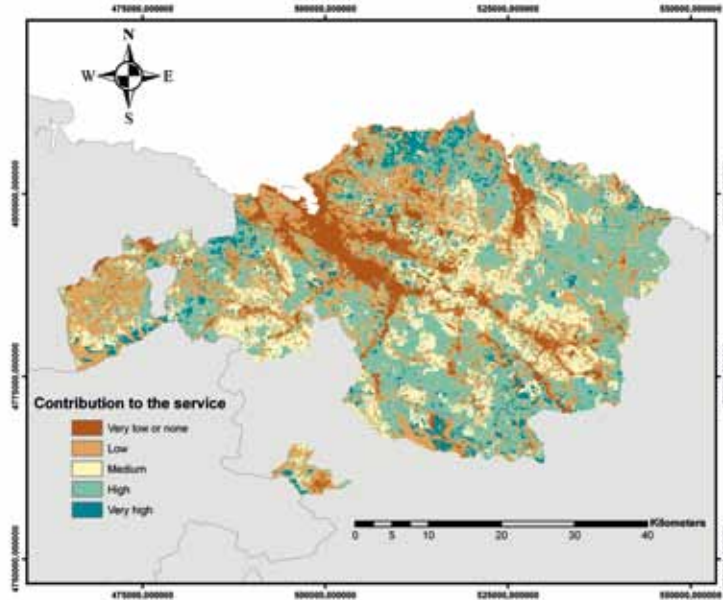 475000,000000 500000,000000 525000,000000 550000,000000
N
W E
S
4800000,000000
4775000,000000
4750000,000000
Contribution to the service
Very low or none
Low
Medium
High
Very high
Kilometers
0 5 10 20 30 40
475000,000000 500000,000000 525000,000000 550000,000000